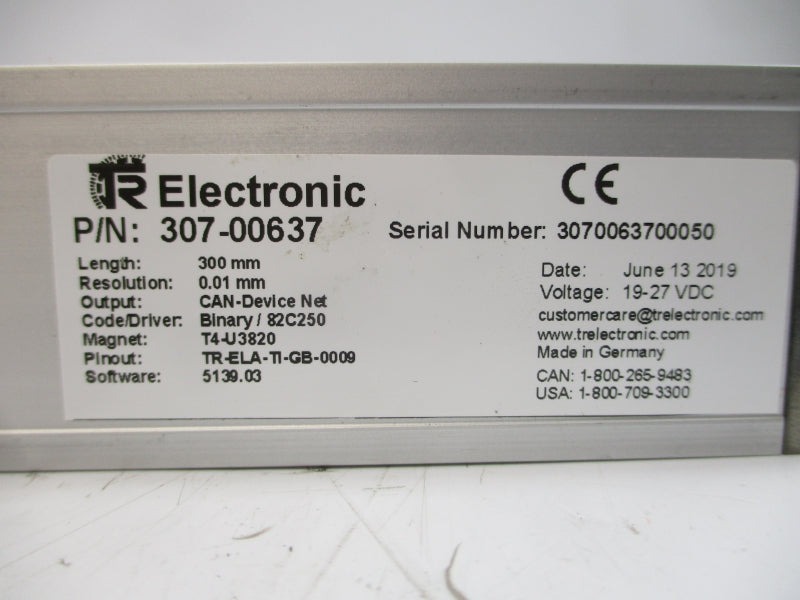 TR Electronic CE
P/N: 307-00637 Serial Number: 3070063700050
Length: 300 mm
Resolution: 0.01 mm
Output: CAN-Device Net
Code/Driver: Binary / 82C250
Magnet: T4-U3820
Pinout: TR-ELA-TI-GB-0009
Software: 5139.03
Date: June 13 2019
Voltage: 19-27 VDC
customercare@trelectronic.com
www.trelectronic.com
Made in Germany
CAN: 1-800-265-9483
USA: 1-800-709-3300